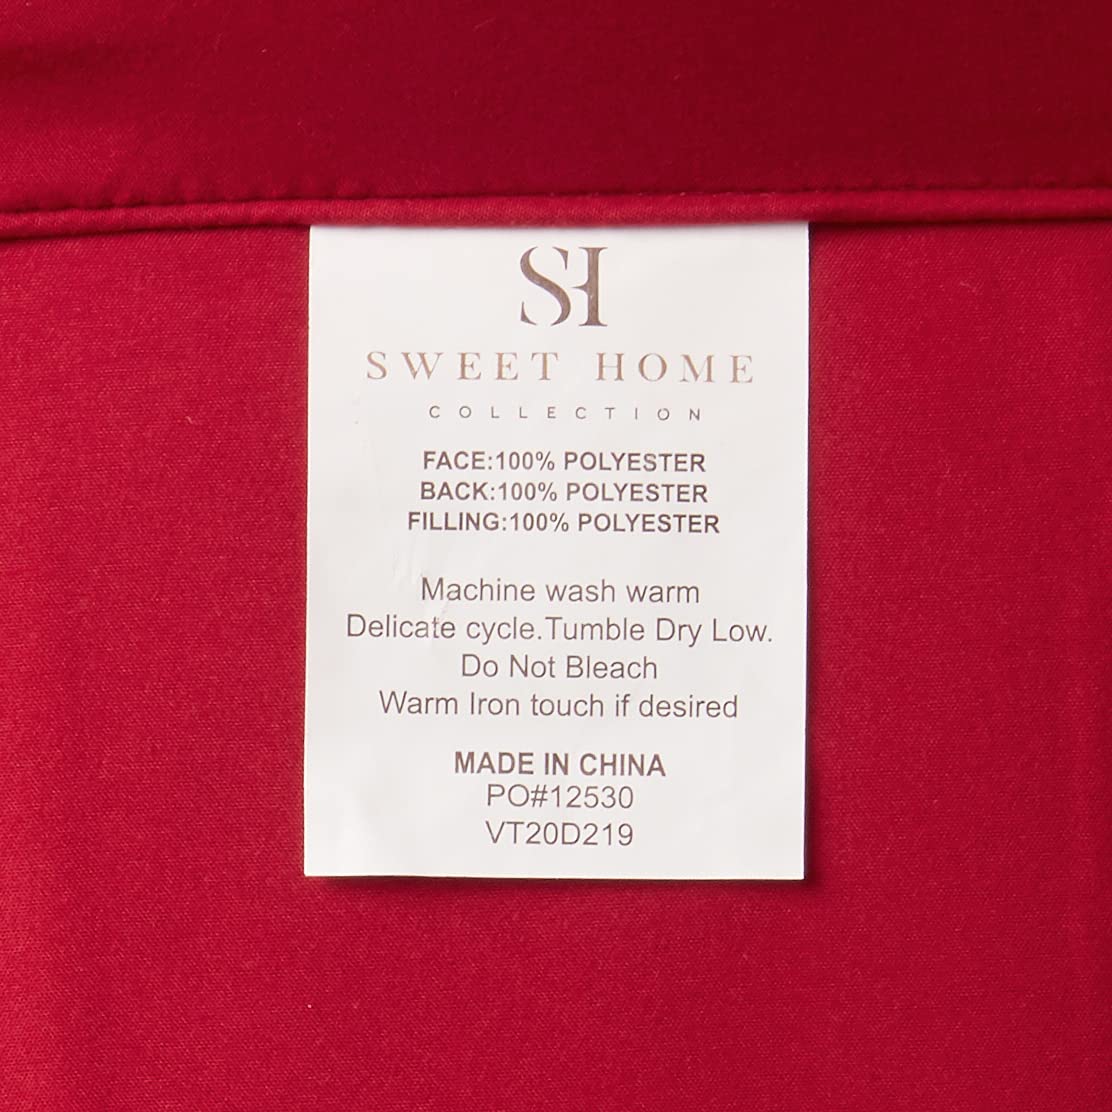 SH
SWEET HOME
COLLECTION
FACE:100% POLYESTER
BACK:100% POLYESTER
FILLING:100% POLYESTER
Machine wash warm
Delicate cycle.Tumble Dry Low.
Do Not Bleach
Warm Iron touch if desired
MADE IN CHINA
PO#12530
VT20D219